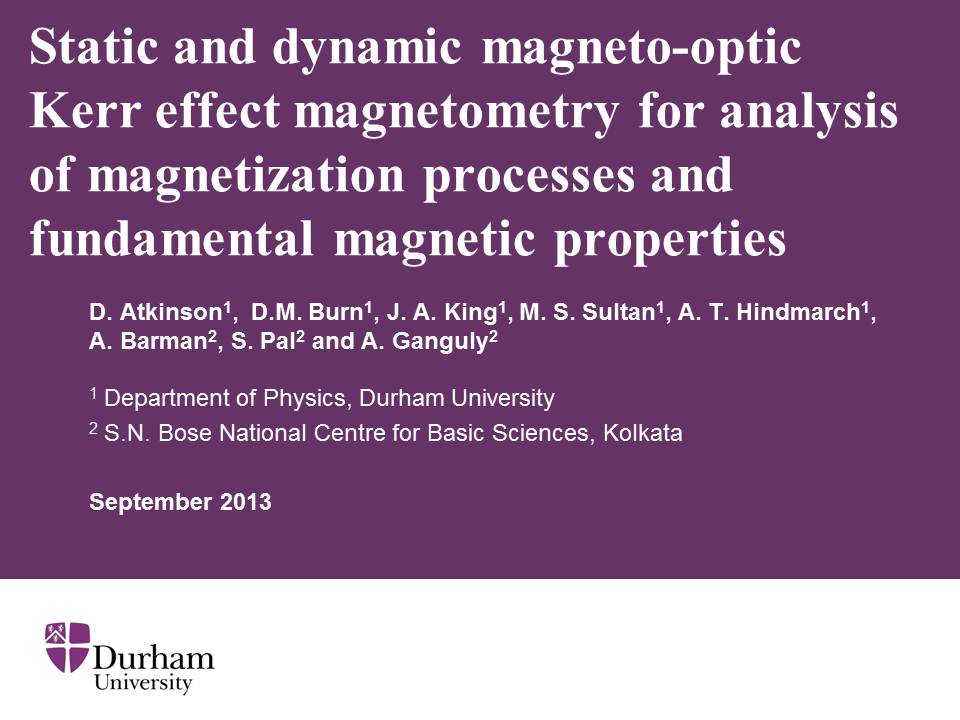 Static and dynamic magneto-optic
Kerr effect magnetometry for analysis
of magnetization processes and
fundamental magnetic properties
D. Atkinson¹, D.M. Burn¹, J. A. King¹, M. S. Sultan¹, A. T. Hindmarch¹,
A. Barman², S. Pal² and A. Ganguly²
¹ Department of Physics, Durham University
² S.N. Bose National Centre for Basic Sciences, Kolkata
September 2013
Durham
University